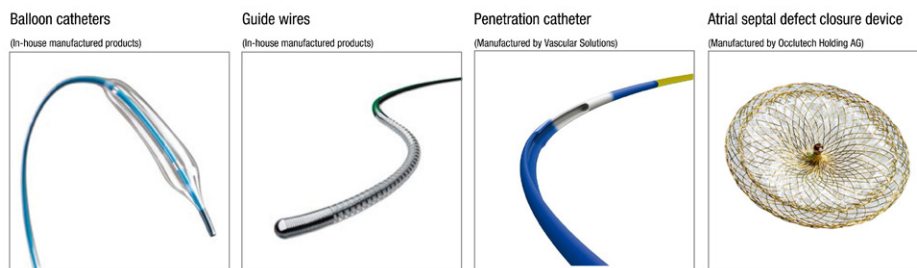 Balloon catheters
(In-house manufactured products)
Guide wires
(In-house manufactured products)
Penetration catheter
(Manufactured by Vascular Solutions)
Atrial septal defect closure device
(Manufactured by Occlutech Holding AG)